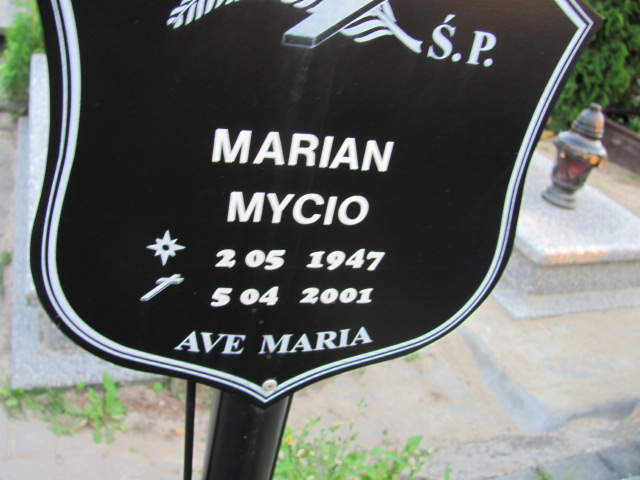 Ś.P.
MARIAN
MYCIO
2 05 1947
5 04 2001
AVE MARIA